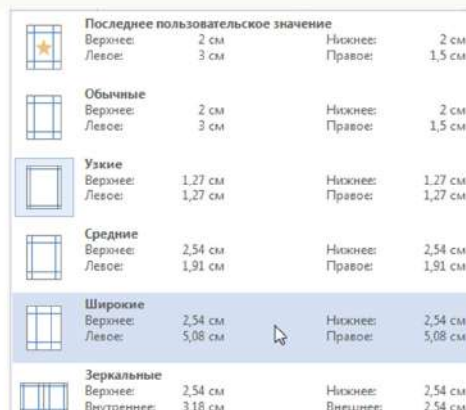 Последнее пользовательское значение
Верхнее: 2 см Нижнее: 2 см
Левое: 3 см Правое: 1,5 см
Обычные
Верхнее: 2 см Нижнее: 2 см
Левое: 3 см Правое: 1,5 см
Узкие
Верхнее: 1,27 см Нижнее: 1,27 см
Левое: 1,27 см Правое: 1,27 см
Средние
Верхнее: 2,54 см Нижнее: 2,54 см
Левое: 1,91 см Правое: 1,91 см
Широкие
Верхнее: 2,54 см Нижнее: 2,54 см
Левое: 5,08 см Правое: 5,08 см
Зеркальные
Верхнее: 2,54 см Нижнее: 2,54 см
Внутреннее: 3,18 см Внешнее: 2,54 см